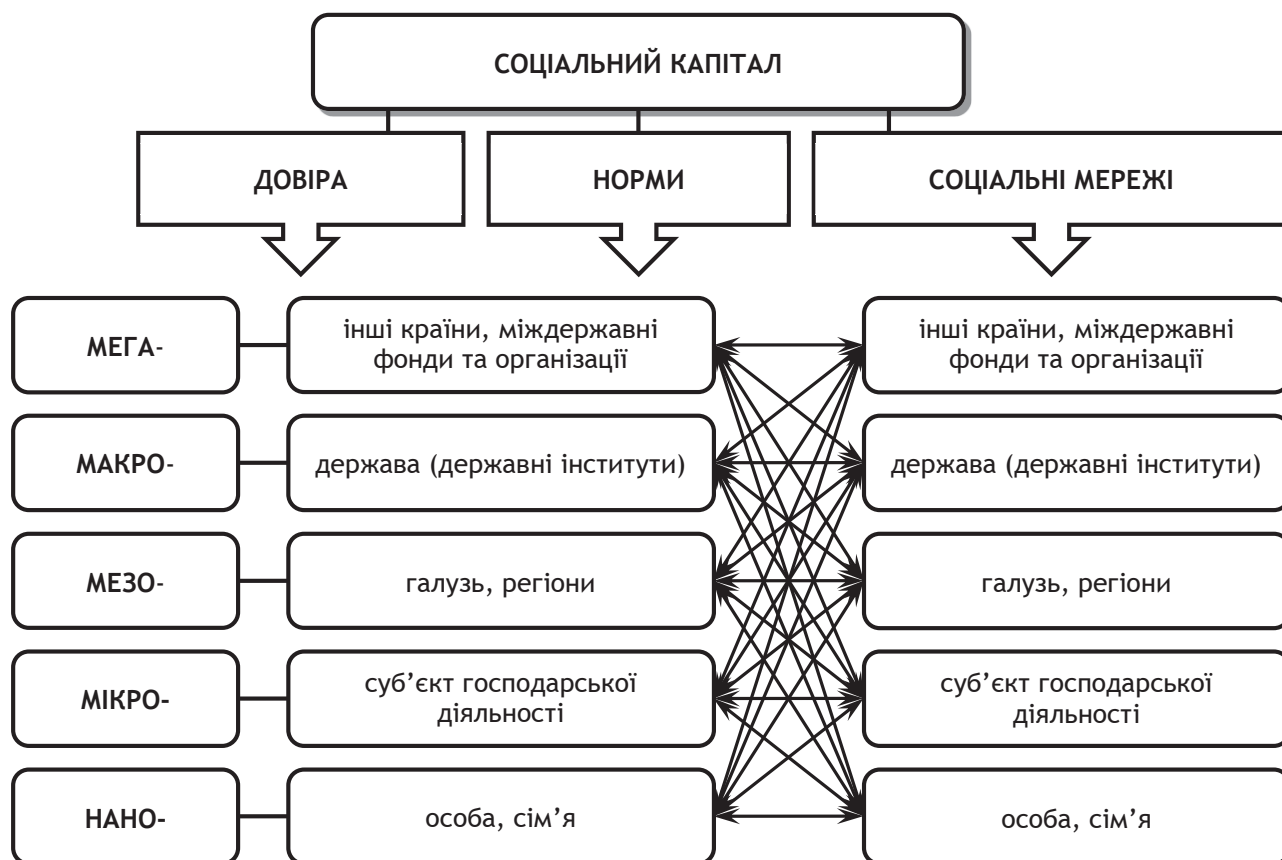 СОЦІАЛЬНИЙ КАПІТАЛ
ДОВІРА
НОРМИ
СОЦІАЛЬНІ МЕРЕЖІ
МЕГА-
інші країни, міждержавні
фонди та організації
інші країни, міждержавні
фонди та організації
МАКРО-
держава (державні інститути)
держава (державні інститути)
МЕЗО-
галузь, регіони
галузь, регіони
МІКРО-
суб’єкт господарської
діяльності
суб’єкт господарської
діяльності
НАНО-
особа, сім’я
особа, сім’я